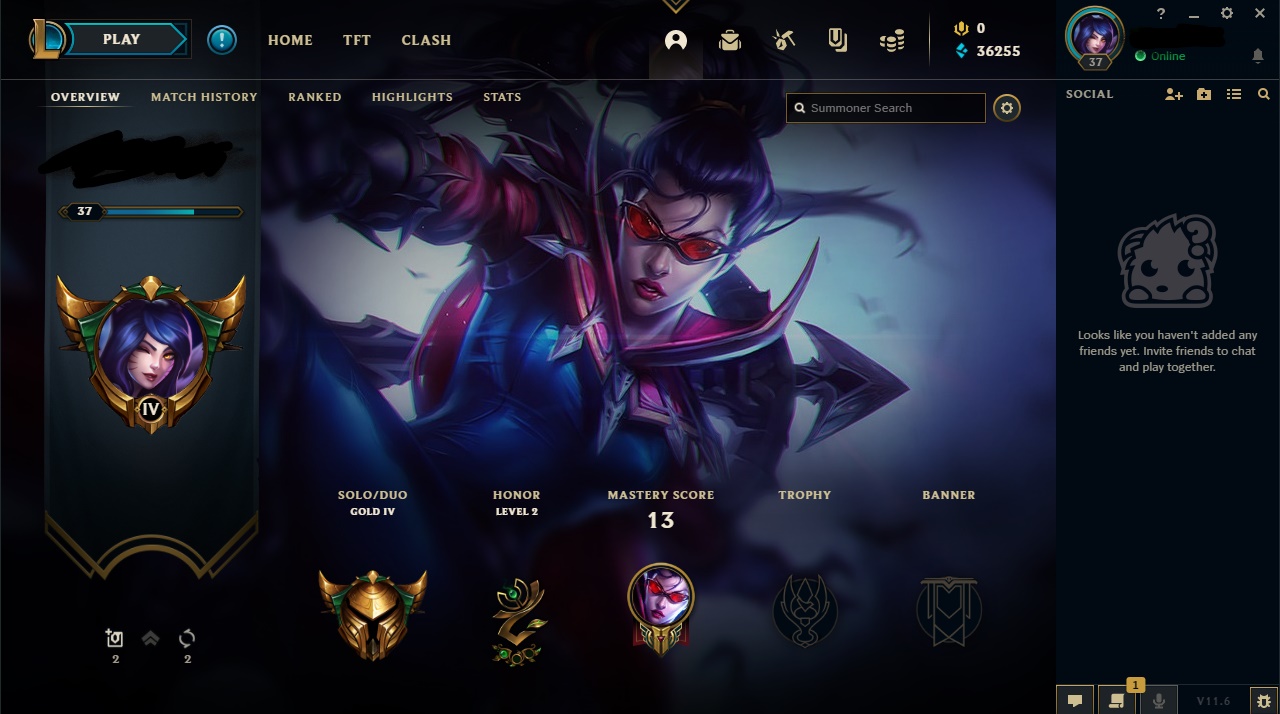 PLAY
HOME
TFT
CLASH
0
36255
37
Online
OVERVIEW
MATCH HISTORY
RANKED
HIGHLIGHTS
STATS
Summoner Search
SOCIAL
37
IV
Looks like you haven't added any
friends yet. Invite friends to chat
and play together.
SOLO/DUO
GOLD IV
HONOR
LEVEL 2
MASTERY SCORE
13
TROPHY
BANNER
2
2
1
V11.6